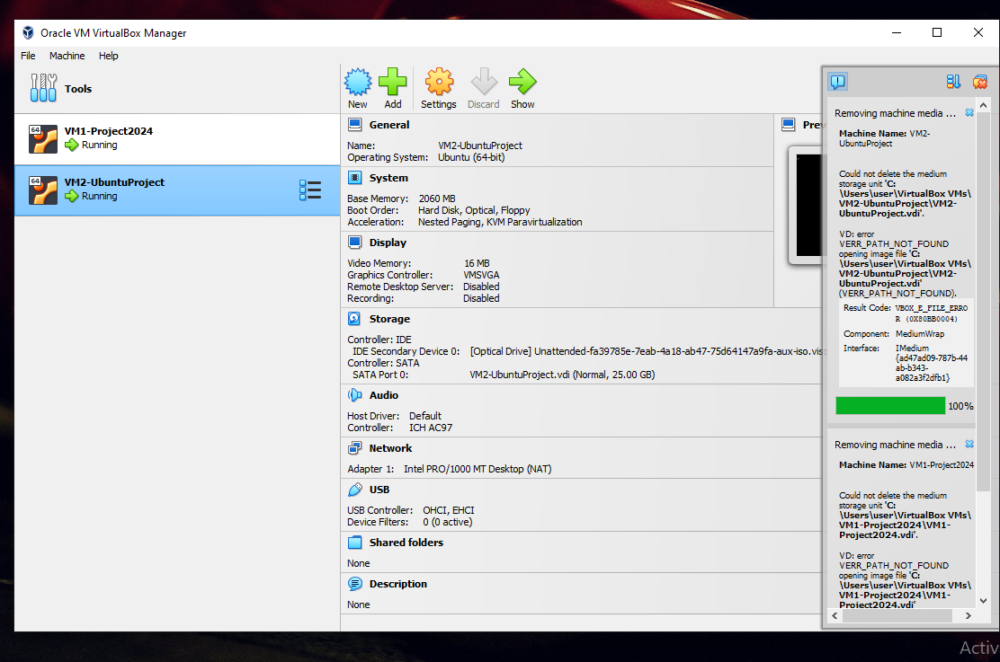 Oracle VM VirtualBox Manager
File Machine Help
Tools
New Add Settings Discard Show
64
VM1-Project2024
Running
64
VM2-UbuntuProject
Running
General
Name: VM2-UbuntuProject
Operating System: Ubuntu (64-bit)
System
Base Memory: 2060 MB
Boot Order: Hard Disk, Optical, Floppy
Acceleration: Nested Paging, KVM Paravirtualization
Display
Video Memory: 16 MB
Graphics Controller: VMSVGA
Remote Desktop Server: Disabled
Recording: Disabled
Storage
Controller: IDE
IDE Secondary Device 0: [Optical Drive] Unattended-fa39785e-7eab-4a18-ab47-75d64147a9fa-aux-iso.viso
Controller: SATA
SATA Port 0: VM2-UbuntuProject.vdi (Normal, 25.00 GB)
Audio
Host Driver: Default
Controller: ICH AC97
Network
Adapter 1: Intel PRO/1000 MT Desktop (NAT)
USB
USB Controller: OHCI, EHCI
Device Filters: 0 (0 active)
Shared folders
None
Description
None
Prev
Removing machine media ...
Machine Name: VM2-
UbuntuProject
Could not delete the medium
storage unit 'C:
\Users\user\VirtualBox VMs\
VM2-UbuntuProject\VM2-
UbuntuProject.vdi'.
VD: error
VERR_PATH_NOT_FOUND
opening image file 'C:
\Users\user\VirtualBox VMs\
VM2-UbuntuProject\VM2-
UbuntuProject.vdi'
(VERR_PATH_NOT_FOUND).
Result Code: VBOX_E_FILE_ERRO
R (0X80BB0004)
Component: MediumWrap
Interface: IMedium
{ad47ad09-787b-44
ab-b343-
a082a3f2dfb1}
100%
Removing machine media ...
Machine Name: VM1-Project2024
Could not delete the medium
storage unit 'C:
\Users\user\VirtualBox VMs\
VM1-Project2024\VM1-
Project2024.vdi'.
VD: error
VERR_PATH_NOT_FOUND
opening image file 'C:
\Users\user\VirtualBox VMs\
VM1-Project2024\VM1-
Project2024.vdi'
Activ